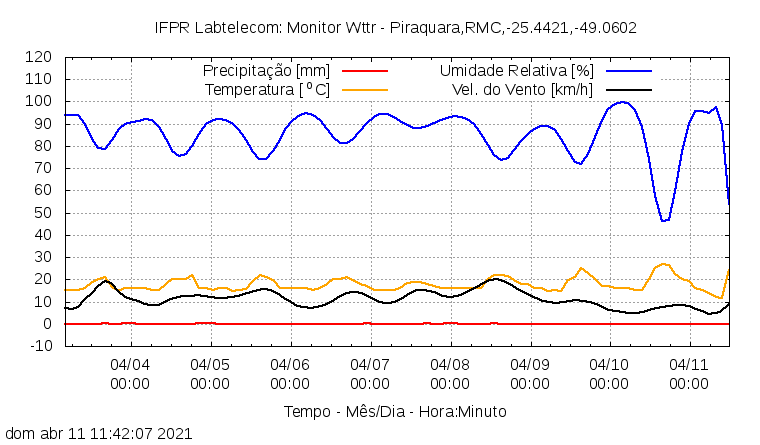 IFPR Labtelecom: Monitor Wttr - Piraquara,RMC,-25.4421,-49.0602
Precipitação [mm]
Temperatura [ºC]
Umidade Relativa [%]
Vel. do Vento [km/h]
120
110
100
90
80
70
60
50
40
30
20
10
0
-10
04/04 04/05 04/06 04/07 04/08 04/09 04/10 04/11
00:00 00:00 00:00 00:00 00:00 00:00 00:00 00:00
Tempo - Mês/Dia - Hora:Minuto
dom abr 11 11:42:07 2021